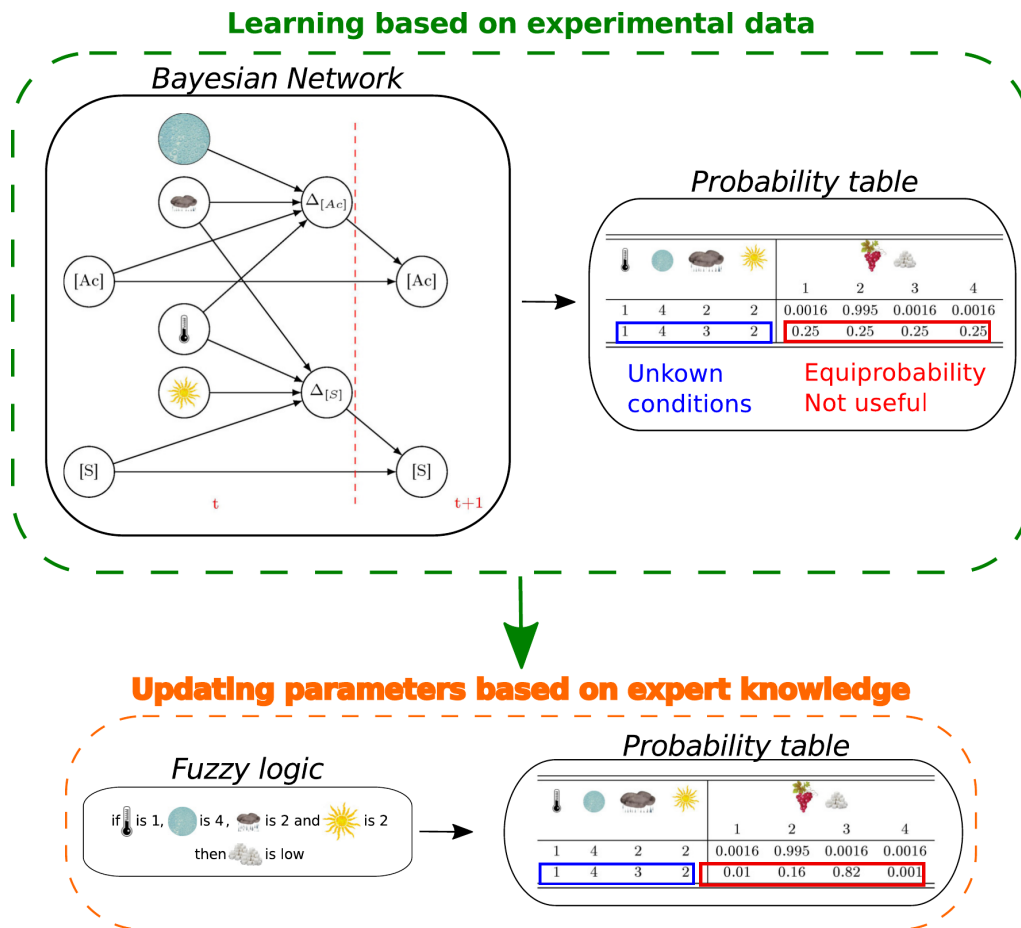 Learning based on experimental data
Bayesian Network
Δ[Ac]
[Ac]
[Ac]
Δ[S]
[S]
[S]
t
t+1
Probability table
1 2 3 4
1 4 2 2 0.0016 0.995 0.0016 0.0016
1 4 3 2 0.25 0.25 0.25 0.25
Unkown
conditions
Equiprobability
Not useful
Updating parameters based on expert knowledge
Fuzzy logic
if is 1, is 4, is 2 and is 2
then is low
Probability table
1 2 3 4
1 4 2 2 0.0016 0.995 0.0016 0.0016
1 4 3 2 0.01 0.16 0.82 0.001